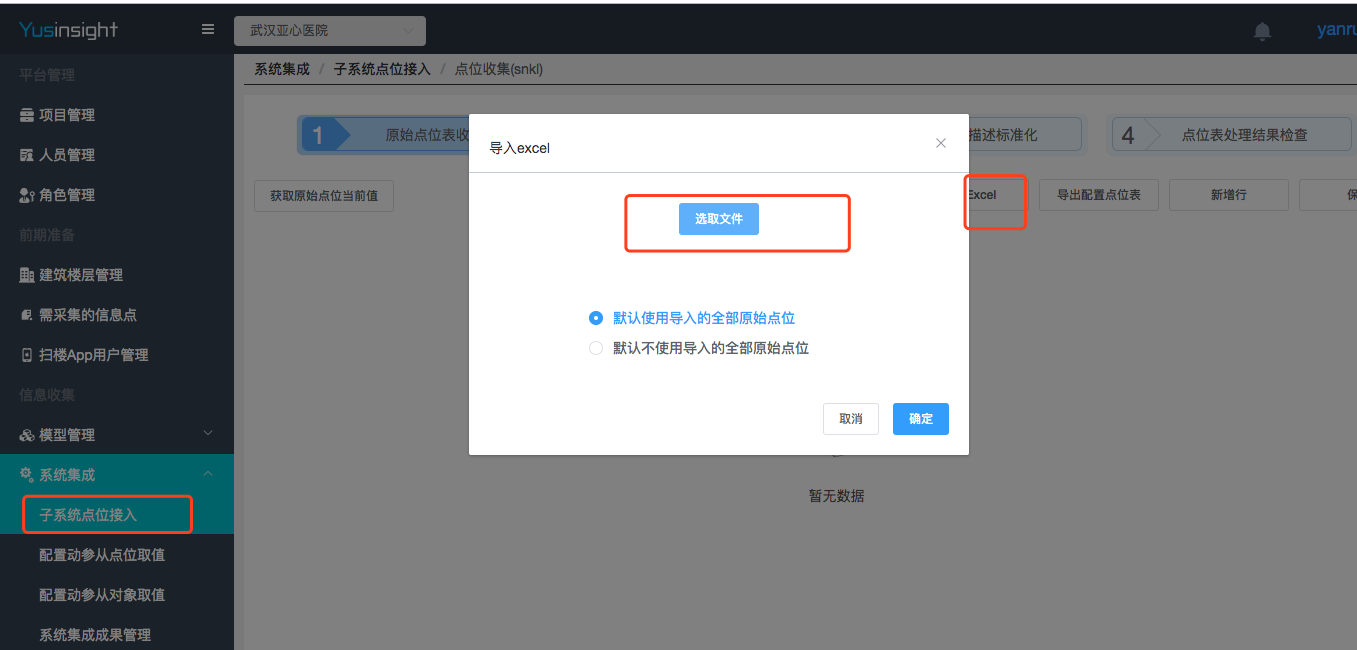 Yusinsight
武汉亚心医院
yanru
平台管理
项目管理
人员管理
角色管理
前期准备
建筑楼层管理
需采集的信息点
扫楼App用户管理
信息收集
模型管理
系统集成
子系统点位接入
配置动参从点位取值
配置动参从对象取值
系统集成成果管理
系统集成 / 子系统点位接入 / 点位收集(snkl)
1 原始点位表收
描述标准化
4 点位表处理结果检查
获取原始点位当前值
Excel
导出配置点位表
新增行
保
导入excel
选取文件
默认使用导入的全部原始点位
默认不使用导入的全部原始点位
取消
确定
暂无数据